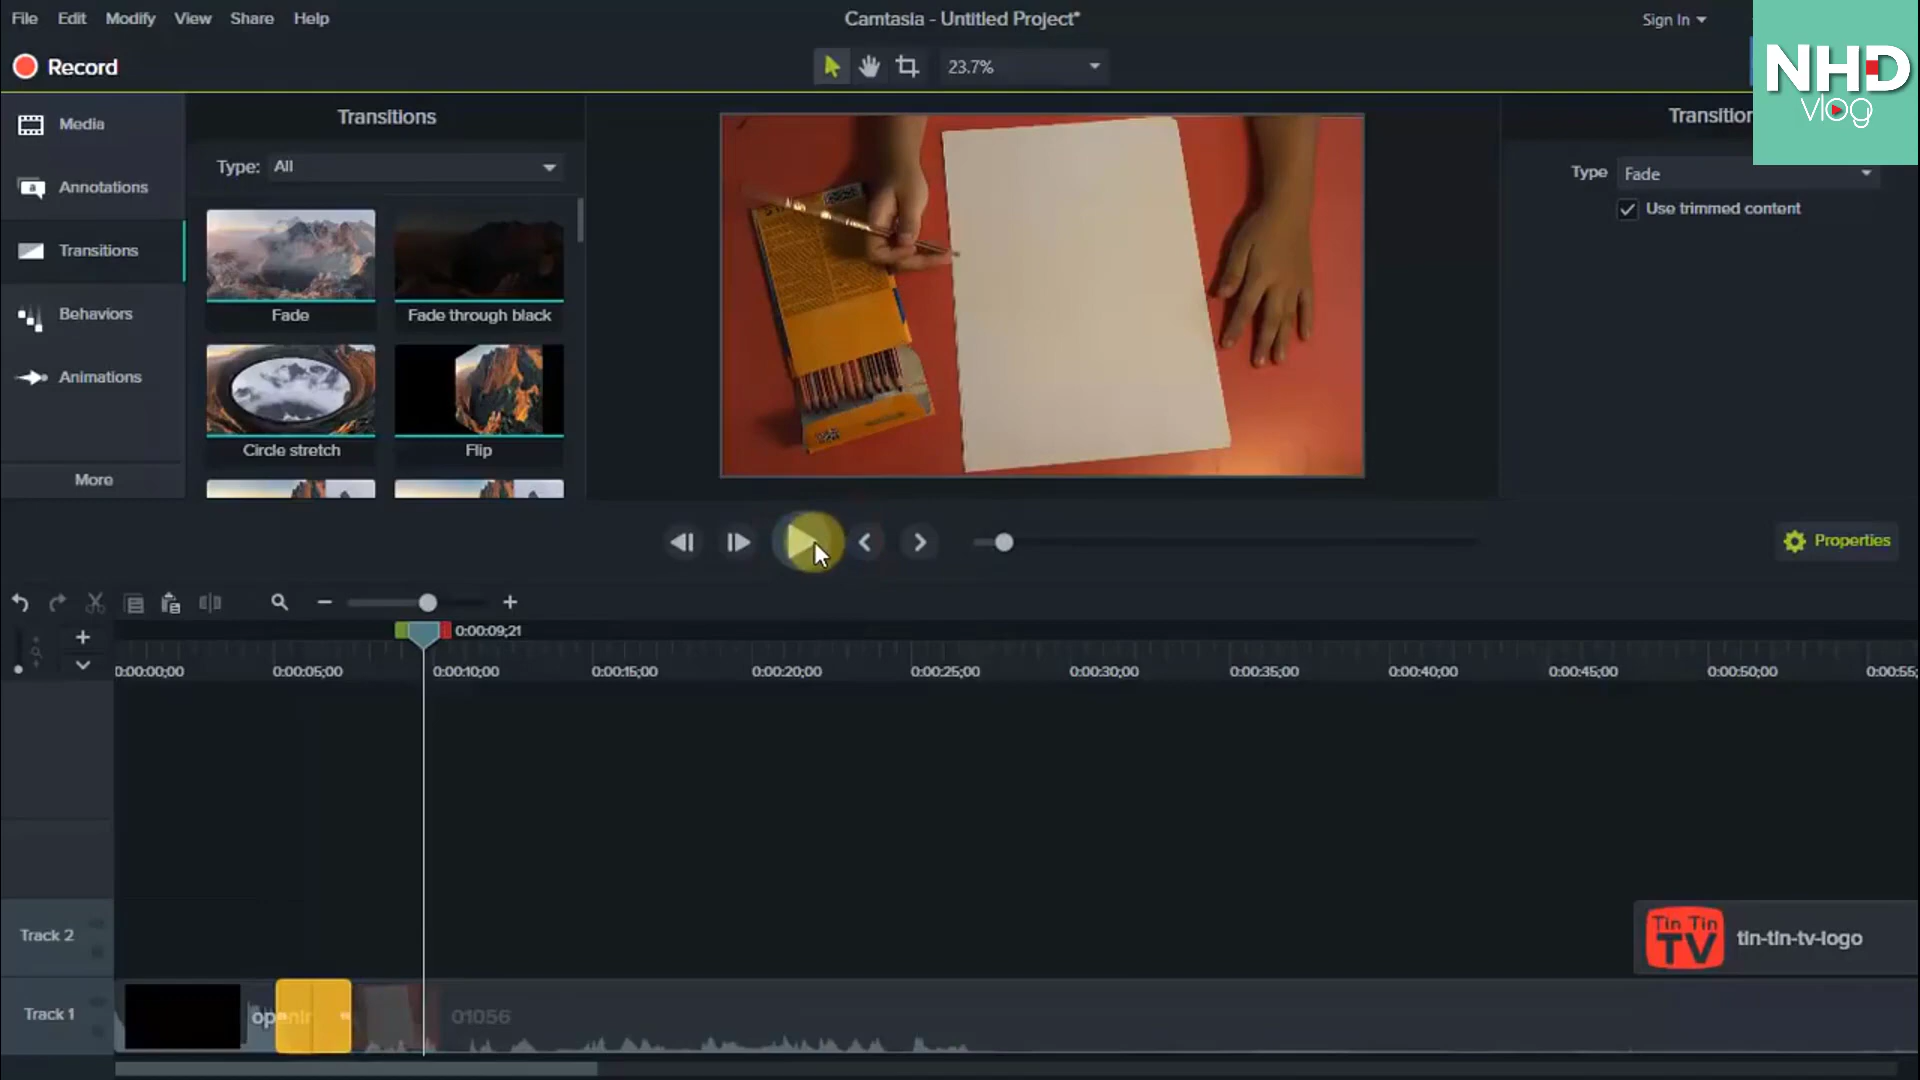 File Edit Modify View Share Help
Camtasia - Untitled Project*
Sign In
Record
23.7%
NHD
vlog
Media
Annotations
Transitions
Behaviors
Animations
More
Transitions
Type: All
Fade
Fade through black
Circle stretch
Flip
Transition
Type Fade
Use trimmed content
Properties
0:00:09;21
0:00:00;00 0:00:05;00 0:00:10;00 0:00:15;00 0:00:20;00 0:00:25;00 0:00:30;00 0:00:35;00 0:00:40;00 0:00:45;00 0:00:50;00 0:00:55;
Track 2
Tin Tin
TV
tin-tin-tv-logo
Track 1
01056